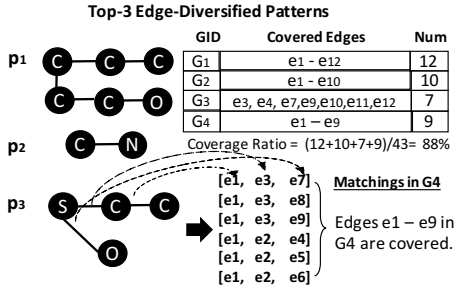 Top-3 Edge-Diversified Patterns
p1
C C C
C C O
p2
C N
p3
S C C
O
GID Covered Edges Num
G1 e1 - e12 12
G2 e1 - e10 10
G3 e3, e4, e7,e9,e10,e11,e12 7
G4 e1 – e9 9
Coverage Ratio = (12+10+7+9)/43= 88%
[e1, e3, e7]
[e1, e3, e8]
[e1, e3, e9]
[e1, e2, e4]
[e1, e2, e5]
[e1, e2, e6]
Matchings in G4
Edges e1 – e9 in
G4 are covered.